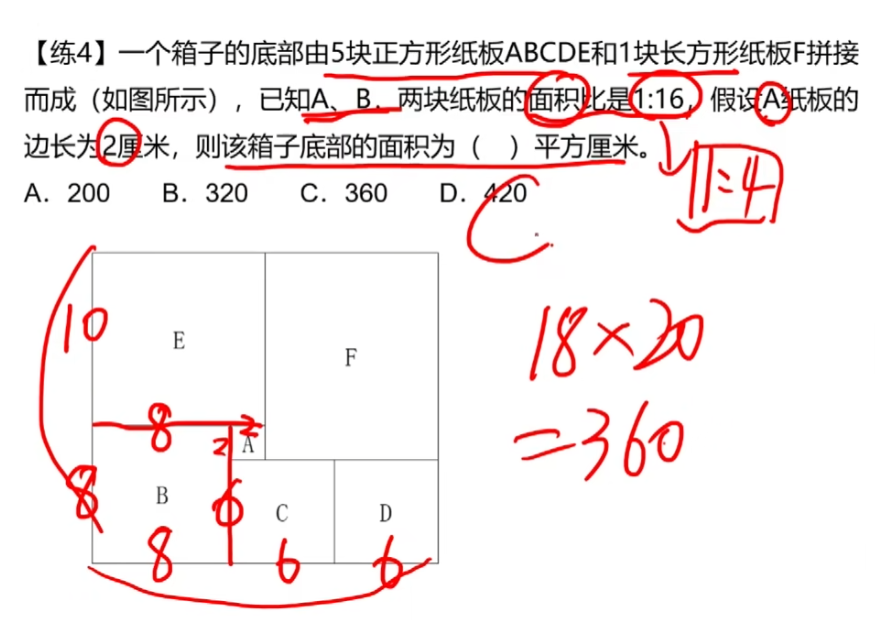 【练4】一个箱子的底部由5块正方形纸板ABCDE和1块长方形纸板F拼接
而成（如图所示），已知A、B、两块纸板的面积比是1:16，假设A纸板的
边长为2厘米，则该箱子底部的面积为（ ）平方厘米。
A．200 B．320 C．360 D．420
1:4
C
10
E
F
18×20
=360
8
2
2
A
8
B
6
C
D
8
6
6